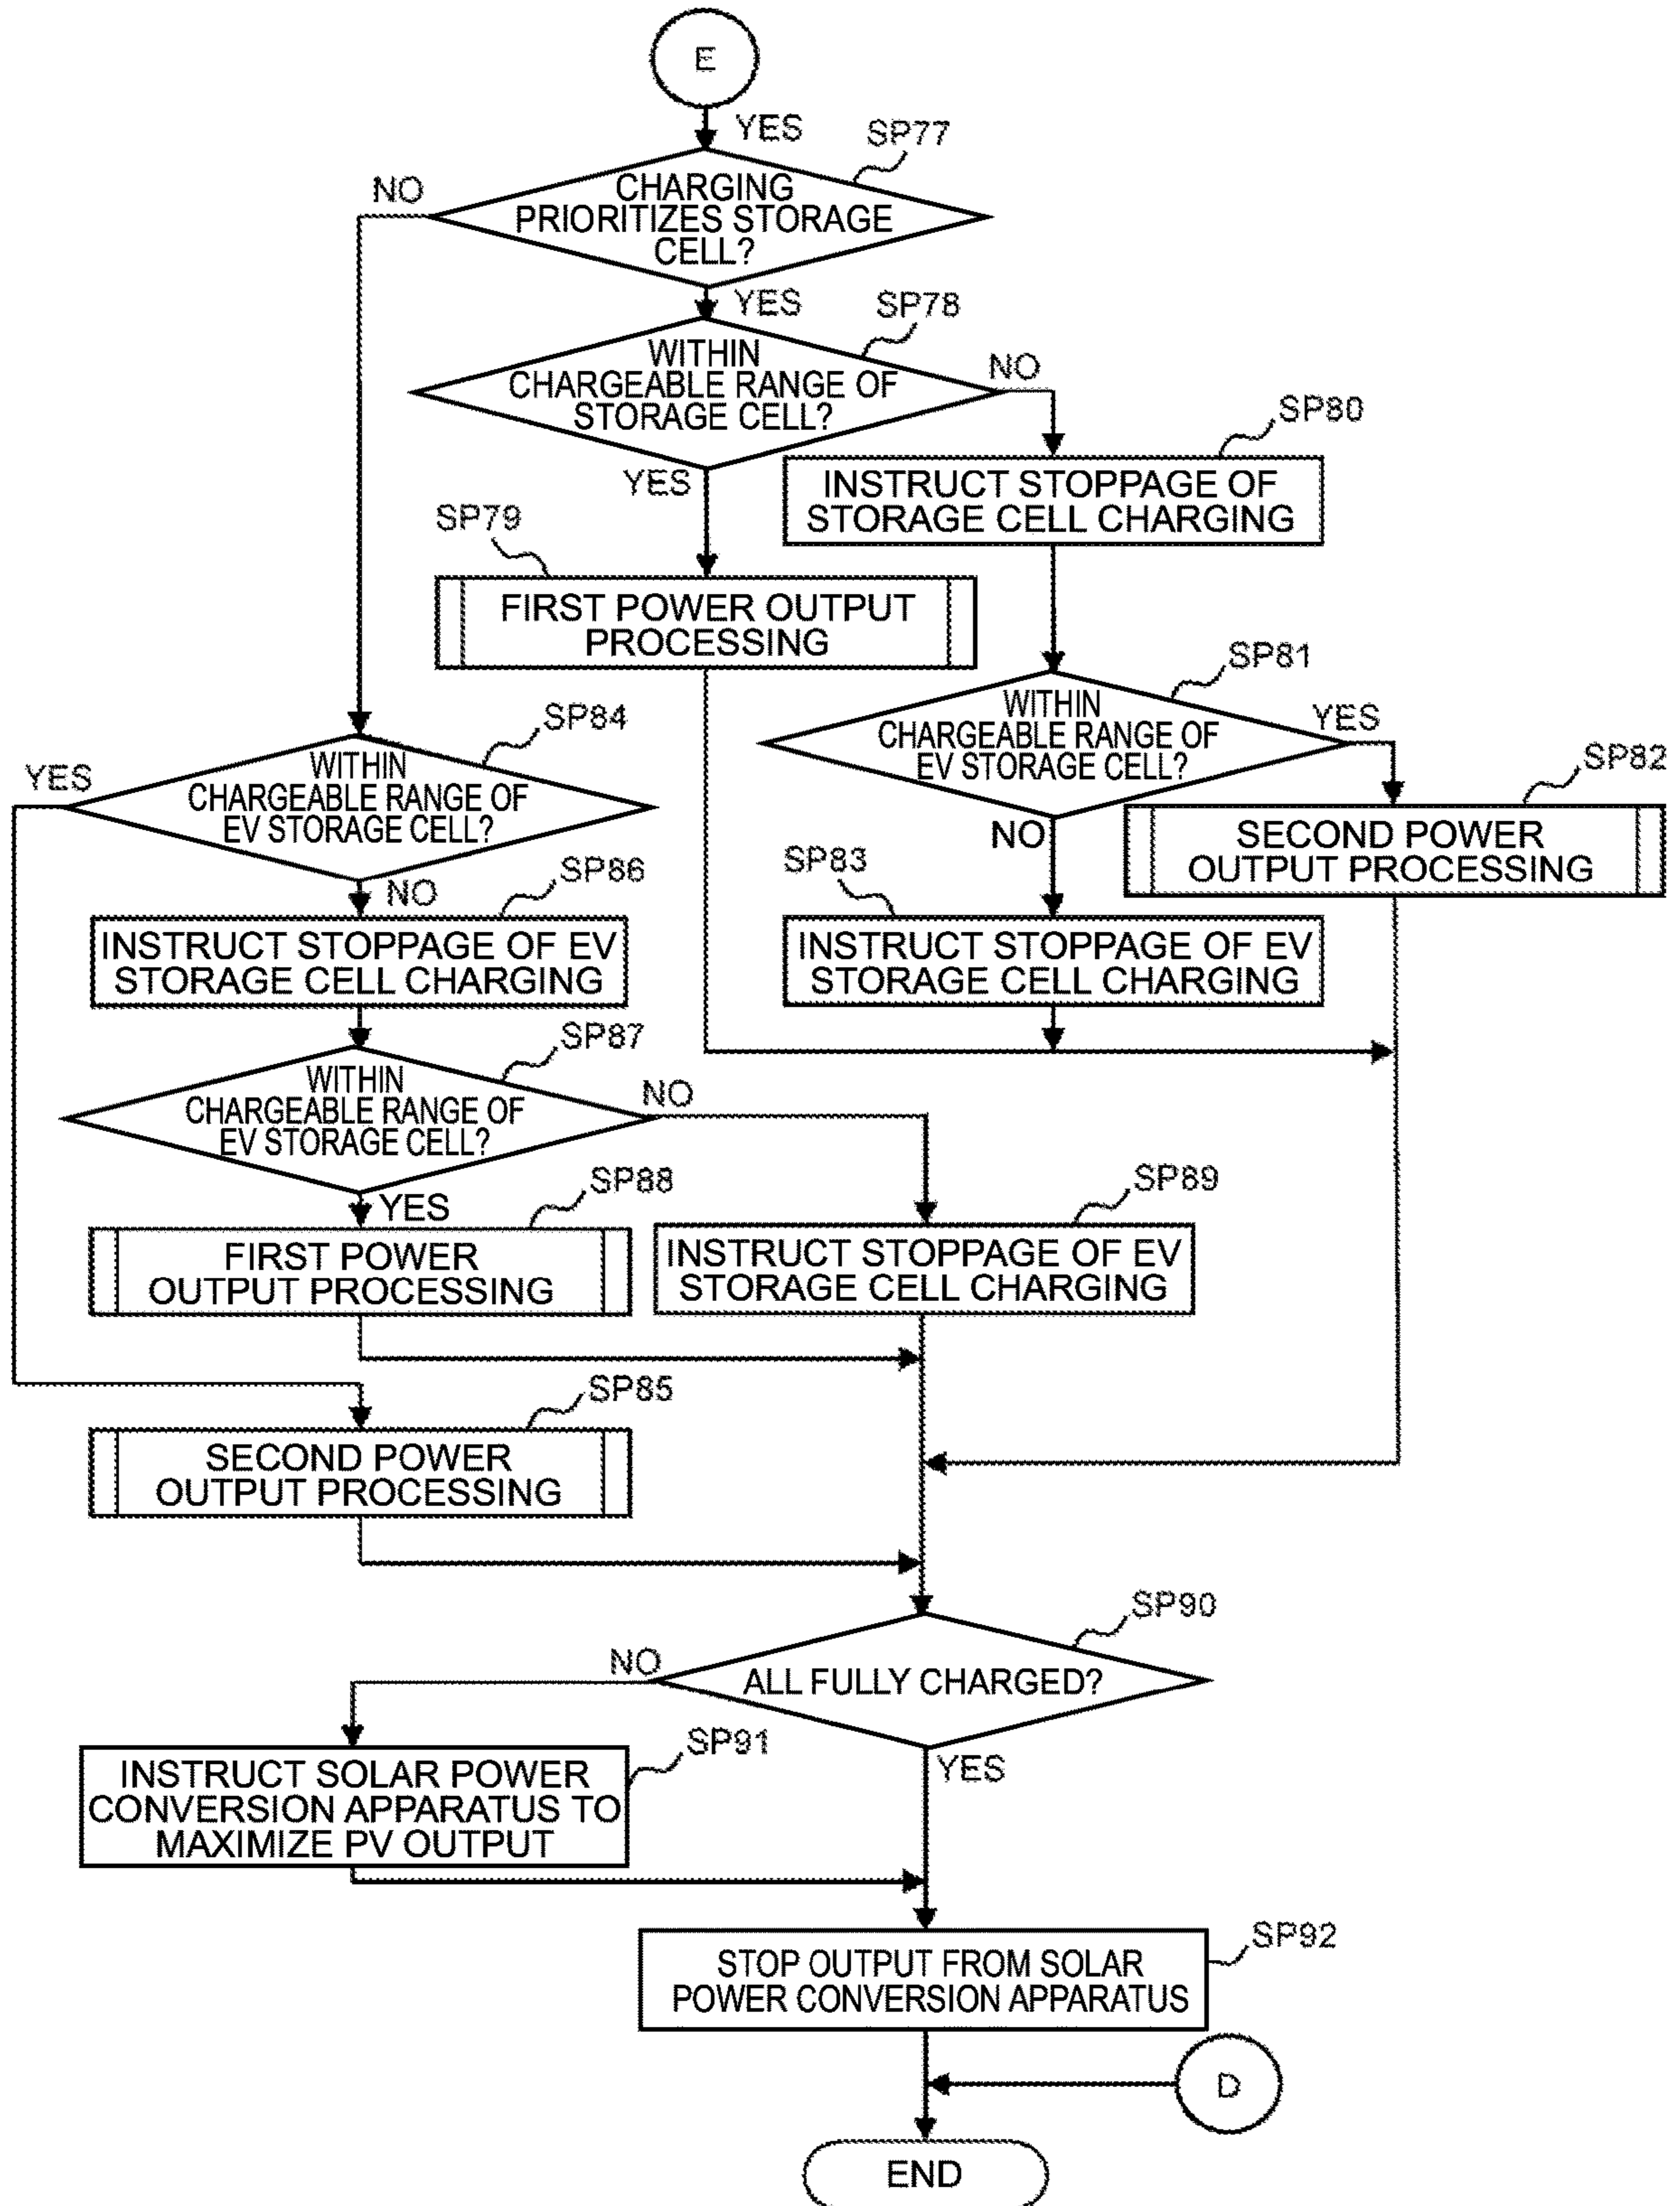 E
YES
SP77
NO
CHARGING
PRIORITIZES STORAGE
CELL?
YES
SP78
WITHIN
CHARGEABLE RANGE OF
STORAGE CELL?
NO
YES
SP80
INSTRUCT STOPPAGE OF
STORAGE CELL CHARGING
SP79
FIRST POWER OUTPUT
PROCESSING
SP81
WITHIN
CHARGEABLE RANGE OF
EV STORAGE CELL?
YES
NO
SP82
SECOND POWER
OUTPUT PROCESSING
SP83
INSTRUCT STOPPAGE OF EV
STORAGE CELL CHARGING
SP84
YES
WITHIN
CHARGEABLE RANGE OF
EV STORAGE CELL?
NO
SP86
INSTRUCT STOPPAGE OF EV
STORAGE CELL CHARGING
SP87
WITHIN
CHARGEABLE RANGE OF
EV STORAGE CELL?
NO
YES
SP88
FIRST POWER
OUTPUT PROCESSING
SP89
INSTRUCT STOPPAGE OF EV
STORAGE CELL CHARGING
SP85
SECOND POWER
OUTPUT PROCESSING
SP90
ALL FULLY CHARGED?
NO
YES
SP91
INSTRUCT SOLAR POWER
CONVERSION APPARATUS TO
MAXIMIZE PV OUTPUT
SP92
STOP OUTPUT FROM SOLAR
POWER CONVERSION APPARATUS
D
END